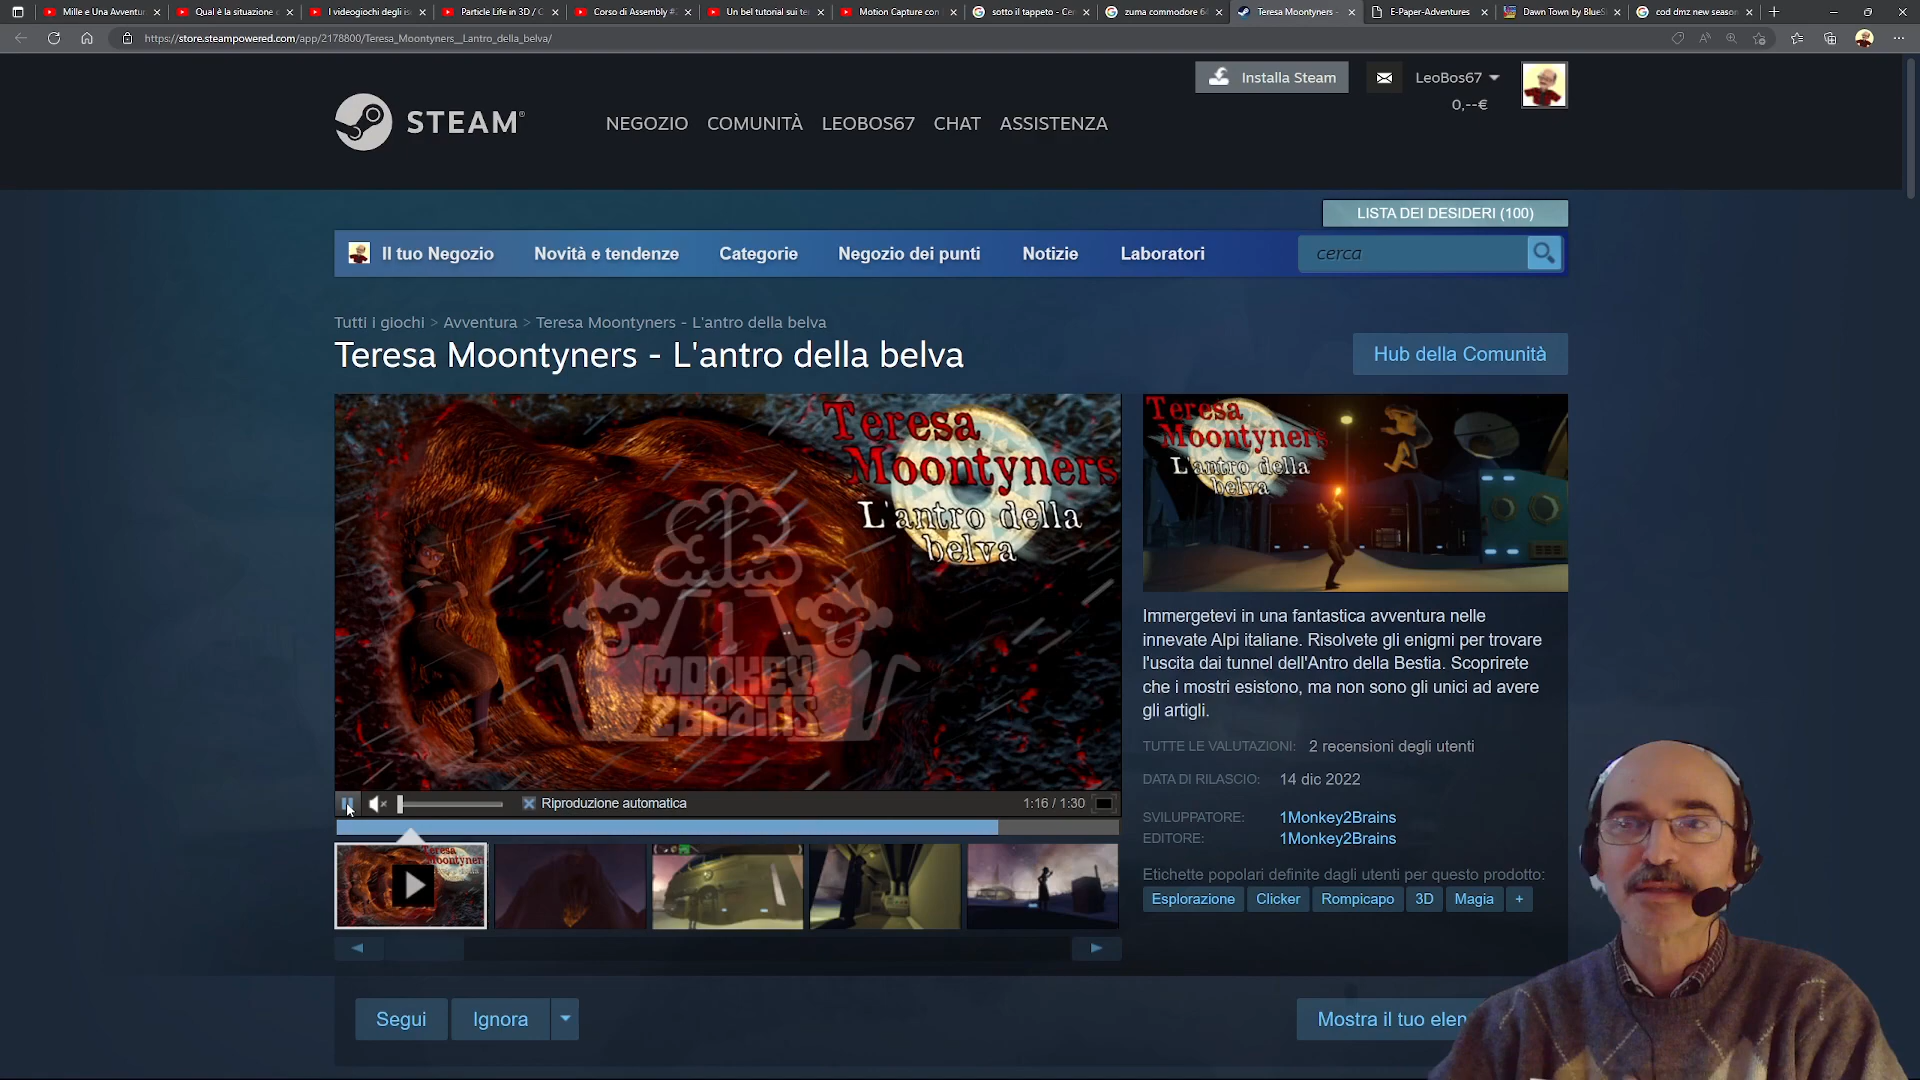 Mille e Una Avventur
Qual è la situazione
I videogiochi degli is
Particle Life in 3D / C
Corso di Assembly #
Un bel tutorial sui te
Motion Capture con
sotto il tappeto - Ce
zuma commodore 6
Teresa Moontyners -
E-Paper-Adventures
Dawn Town by BlueS
cod dmz new season
https://store.steampowered.com/app/2178800/Teresa_Moontyners__Lantro_della_belva/
Installa Steam
LeoBos67
0,--€
STEAM®
NEGOZIO
COMUNITÀ
LEOBOS67
CHAT
ASSISTENZA
LISTA DEI DESIDERI (100)
Il tuo Negozio
Novità e tendenze
Categorie
Negozio dei punti
Notizie
Laboratori
cerca
Tutti i giochi > Avventura > Teresa Moontyners - L'antro della belva
Teresa Moontyners - L'antro della belva
Hub della Comunità
Teresa
Moontyners
L'antro della
belva
1
MONKEY
2BRAINS
Riproduzione automatica
1:16 / 1:30
Teresa
Moontyners
Teresa
Moontyners
L'antro della
belva
Immergetevi in una fantastica avventura nelle
innevate Alpi italiane. Risolvete gli enigmi per trovare
l'uscita dai tunnel dell'Antro della Bestia. Scoprirete
che i mostri esistono, ma non sono gli unici ad avere
gli artigli.
TUTTE LE VALUTAZIONI: 2 recensioni degli utenti
DATA DI RILASCIO: 14 dic 2022
SVILUPPATORE: 1Monkey2Brains
EDITORE: 1Monkey2Brains
Etichette popolari definite dagli utenti per questo prodotto:
Esplorazione
Clicker
Rompicapo
3D
Magia
+
Segui
Ignora
Mostra il tuo elen